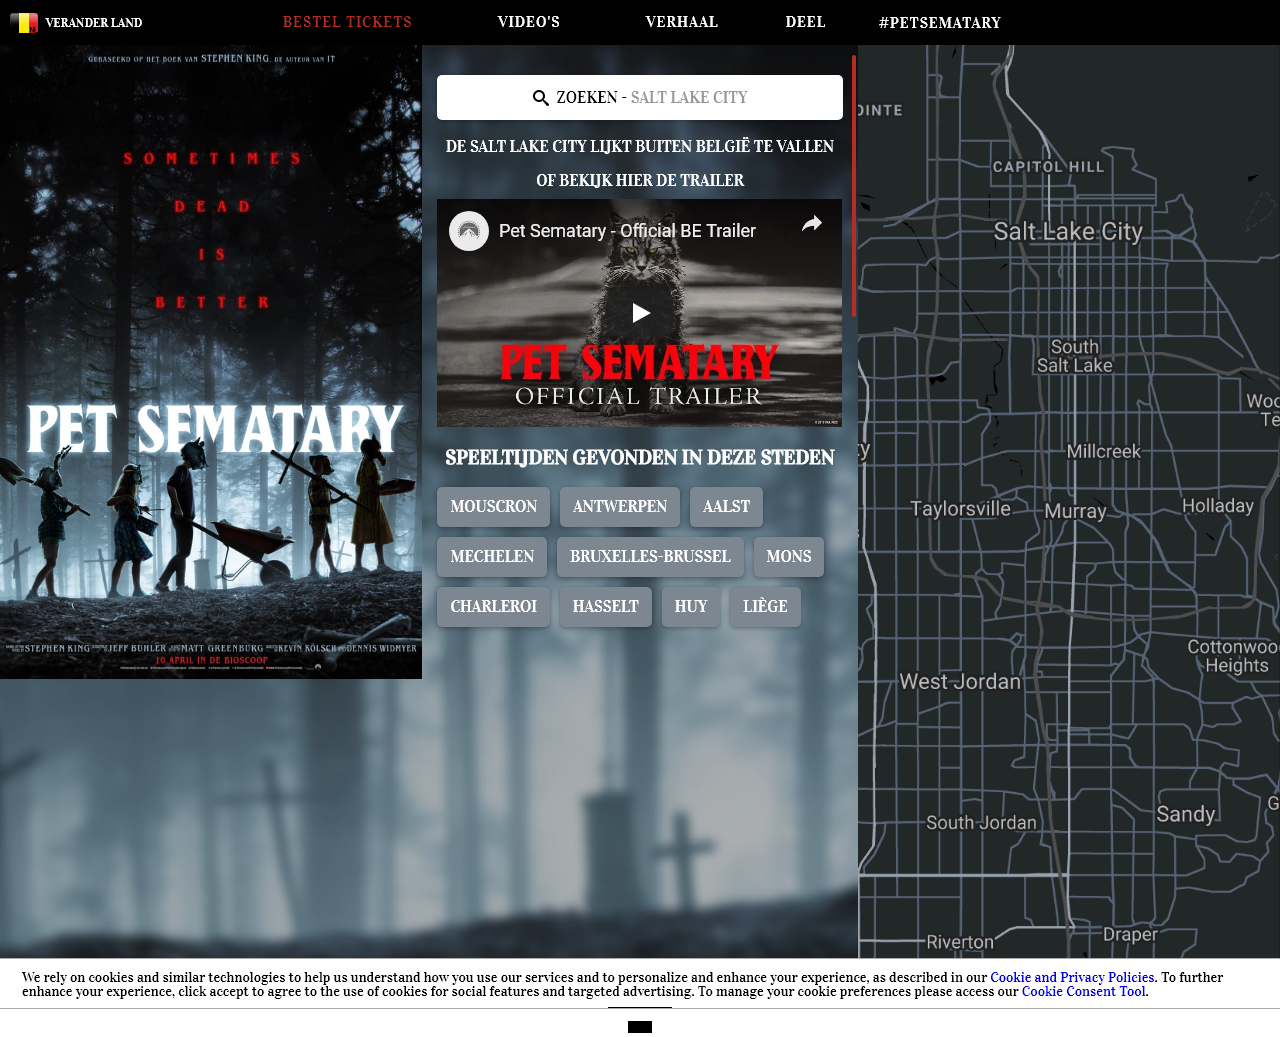 VERANDER LAND
BESTEL TICKETS
VIDEO'S
VERHAAL
DEEL
#PETSEMATARY
GEBASEERD OP HET BOEK VAN STEPHEN KING, DE AUTEUR VAN IT
SOMETIMES
DEAD
IS
BETTER
PET SEMATARY
STEPHEN KING JEFF BUHLER MATT GREENBURG KEVIN KÖLSCH DENNIS WIDMYER
10 APRIL IN DE BIOSCOOP
ZOEKEN - SALT LAKE CITY
DE SALT LAKE CITY LIJKT BUITEN BELGIË TE VALLEN
OF BEKIJK HIER DE TRAILER
Pet Sematary - Official BE Trailer
PET SEMATARY
OFFICIAL TRAILER
SPEELTIJDEN GEVONDEN IN DEZE STEDEN
MOUSCRON
ANTWERPEN
AALST
MECHELEN
BRUXELLES-BRUSSEL
MONS
CHARLEROI
HASSELT
HUY
LIÈGE
OINTE
CAPITOL HILL
Salt Lake City
South
Salt Lake
Woo
Te
y
Millcreek
Taylorsville
Murray
Holladay
Cottonwoo
Heights
West Jordan
G
Sandy
South Jordan
Draper
Riverton
We rely on cookies and similar technologies to help us understand how you use our services and to personalize and enhance your experience, as described in our Cookie and Privacy Policies. To further
enhance your experience, click accept to agree to the use of cookies for social features and targeted advertising. To manage your cookie preferences please access our Cookie Consent Tool.